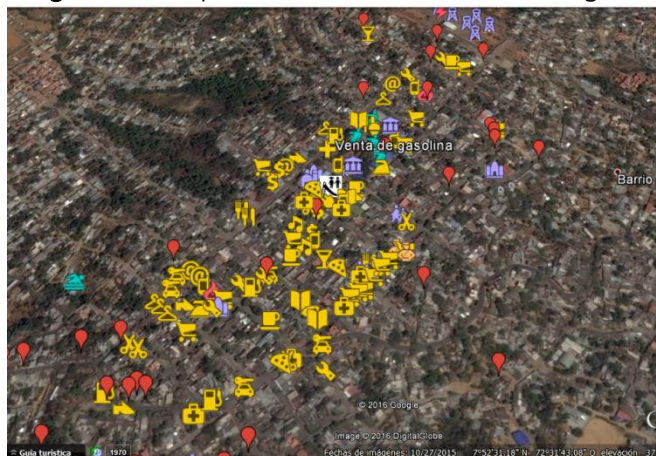 Venta de gasolina
Barrio
© 2016 Google
Image © 2016 DigitalGlobe
Guía turística
1970
Fechas de imágenes: 10/27/2015 7°52'31.18" N 72°31'43.08" O elevación 37